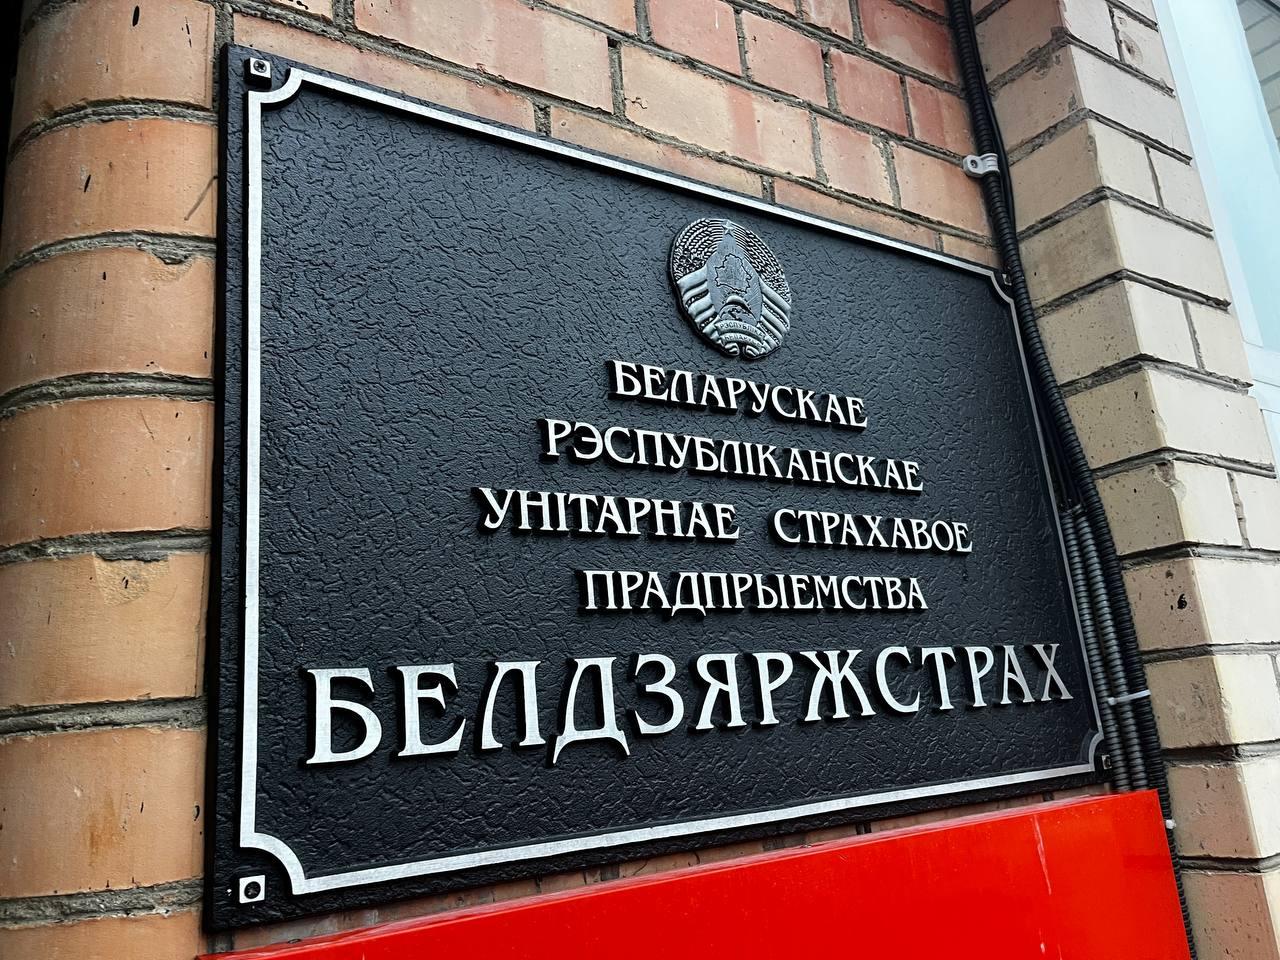 БЕЛАРУСКАЕ
РЭСПУБЛІКАНСКАЕ
УНІТАРНАЕ СТРАХАВОЕ
ПРАДПРЫЕМСТВА
БЕЛДЗЯРЖСТРАХ